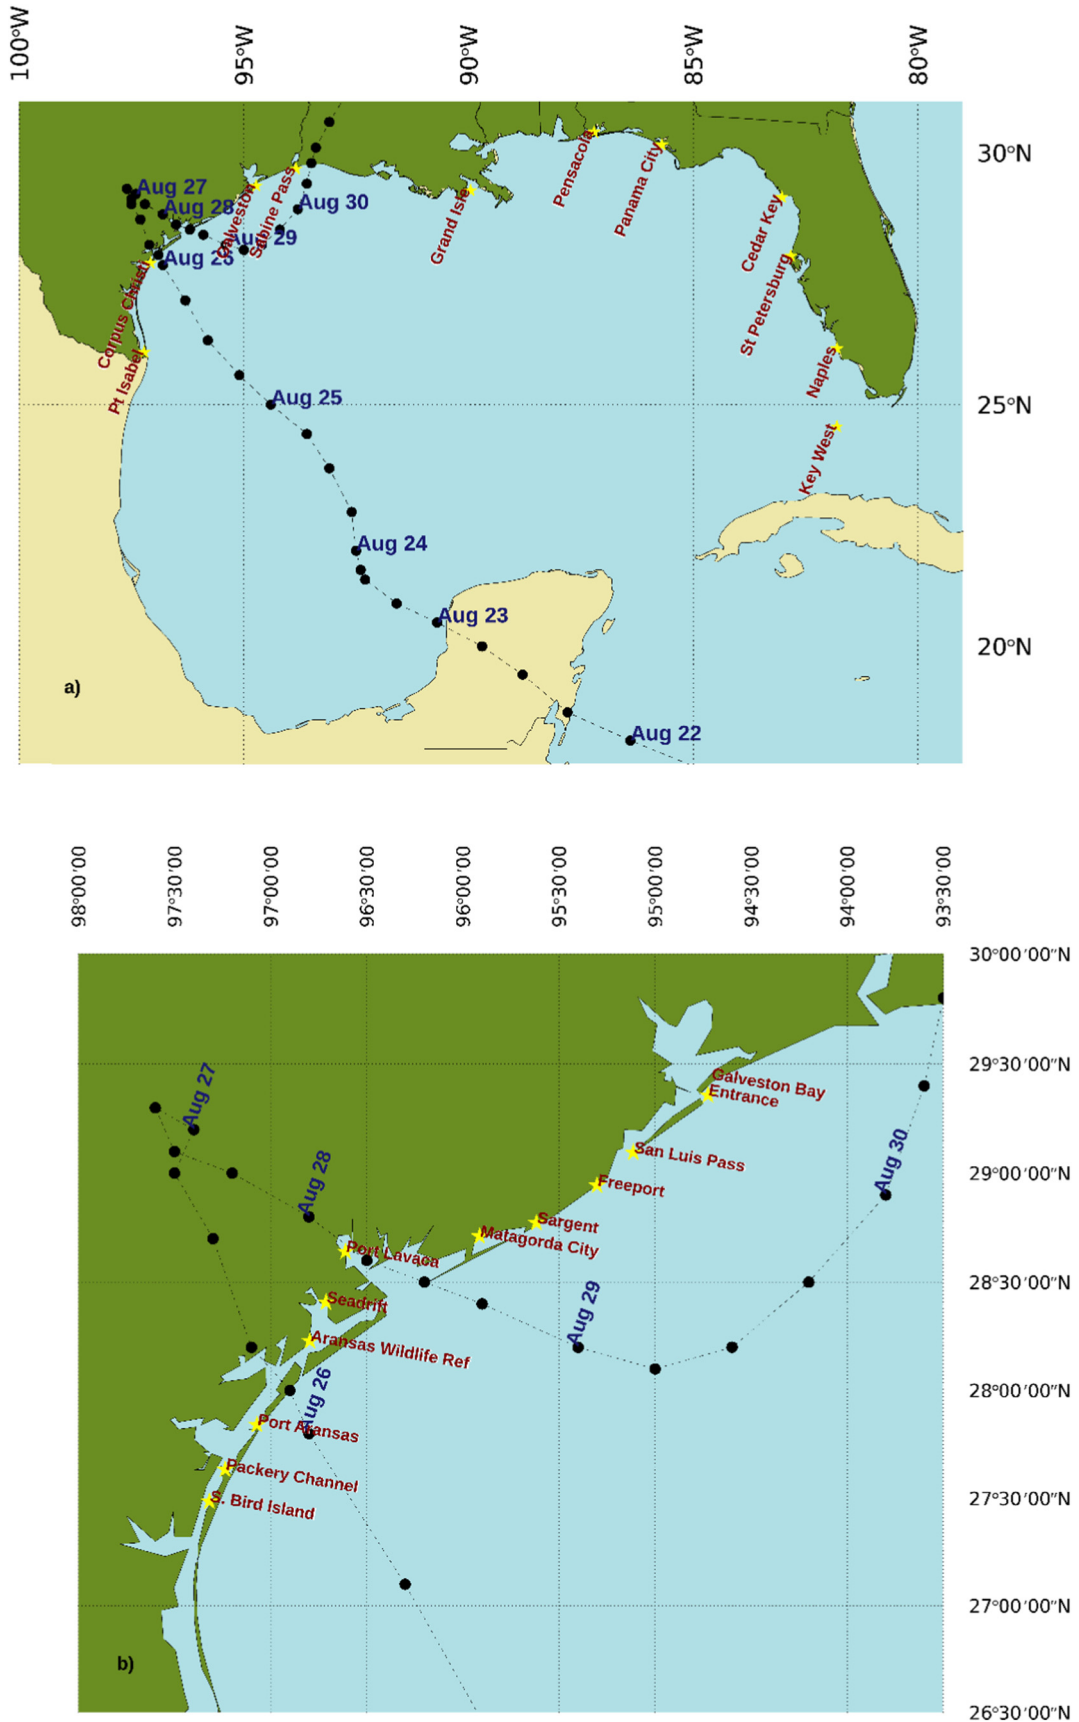 100°W
95°W
90°W
85°W
80°W
30°N
25°N
20°N
Aug 27
Aug 28
Aug 30
Aug 29
Aug 26
Aug 25
Aug 24
Aug 23
Aug 22
Galveston
Sabine Pass
Grand Isle
Pensacola
Panama City
Cedar Key
St Petersburg
Naples
Key West
Corpus Christi
Pt Isabel
a)
98°00'00
97°30'00
97°00'00
96°30'00
96°00'00
95°30'00
95°00'00
94°30'00
94°00'00
93°30'00
30°00'00"N
29°30'00"N
29°00'00"N
28°30'00"N
28°00'00"N
27°30'00"N
27°00'00"N
26°30'00"N
Aug 27
Aug 28
Aug 30
Aug 29
Aug 26
Galveston Bay
Entrance
San Luis Pass
Freeport
Sargent
Matagorda City
Port Lavaca
Seadrift
Aransas Wildlife Ref
Port Aransas
Packery Channel
S. Bird Island
b)